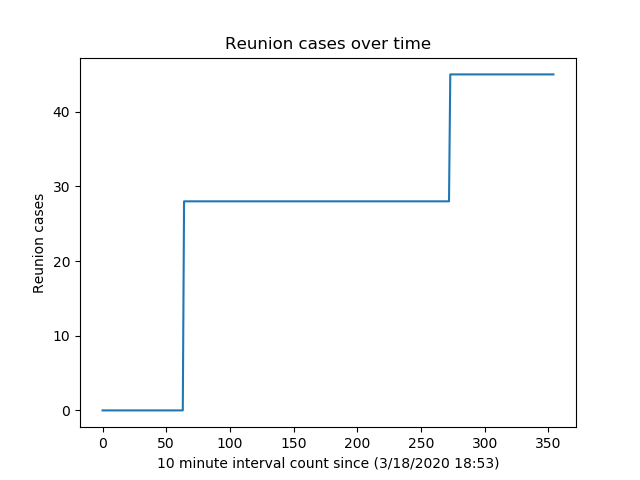 Reunion cases over time
Reunion cases
40
30
20
10
0
0 50 100 150 200 250 300 350
10 minute interval count since (3/18/2020 18:53)